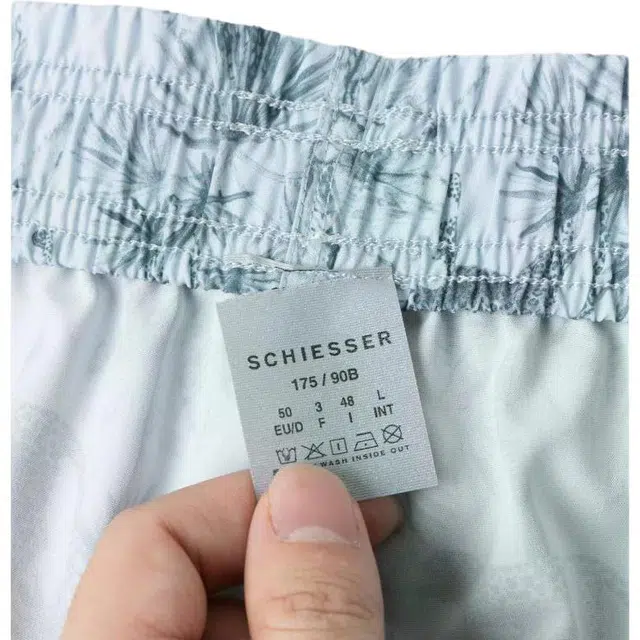 SCHIESSER
175 / 90B
50 3 48 L
EU/D F I INT
WASH INSIDE OUT